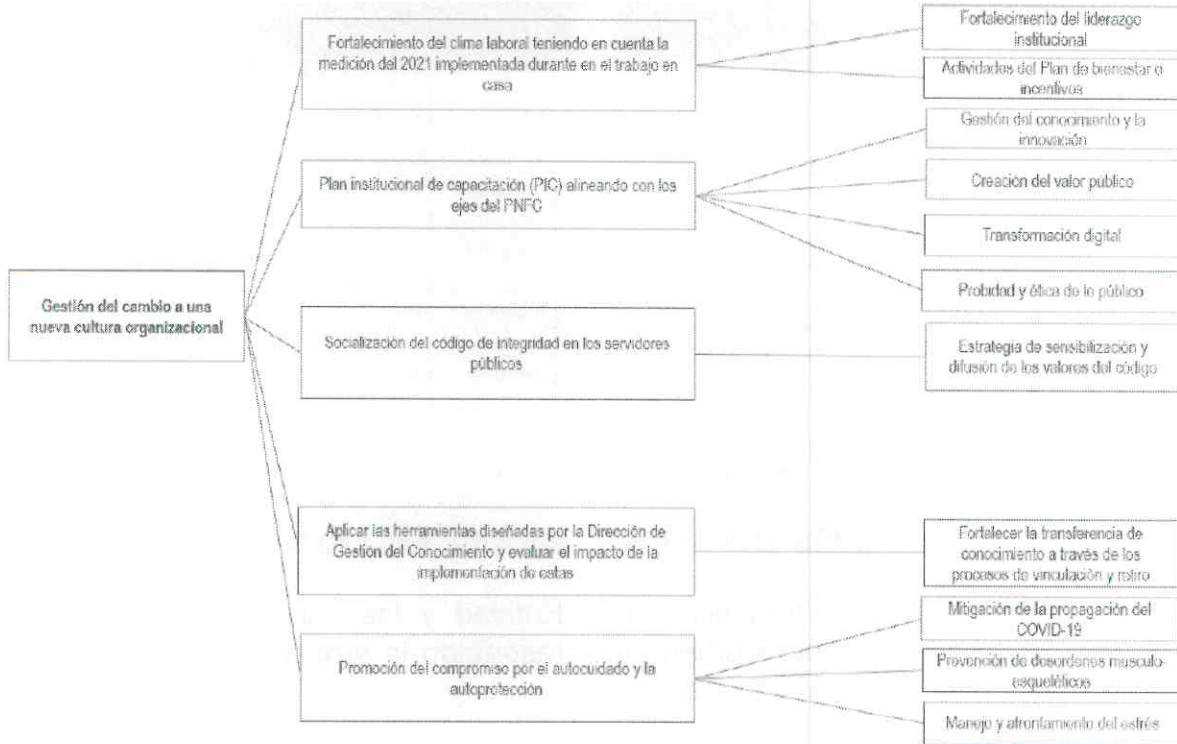 Fortalecimiento del clima laboral teniendo en cuenta la
medición del 2021 implementada durante en el trabajo en
casa
Fortalecimiento del liderazgo
institucional
Actividades del Plan de bienestar e
incentivos
Plan institucional de capacitación (PIC) alineando con los
ejes del PNFC
Gestión del conocimiento y la
innovación
Creación del valor público
Transformación digital
Probidad y ética de lo público
Gestión del cambio a una
nueva cultura organizacional
Socialización del código de integridad en los servidores
públicos
Estrategia de sensibilización y
difusión de los valores del código
Aplicar las herramientas diseñadas por la Dirección de
Gestión del Conocimiento y evaluar el impacto de la
implementación de estas
Fortalecer la transferencia de
conocimiento a través de los
procesos de vinculación y retiro
Promoción del compromiso por el autocuidado y la
autoprotección
Mitigación de la propagación del
COVID-19
Prevención de desordenes musculo-
esqueléticos
Manejo y afrontamiento del estrés